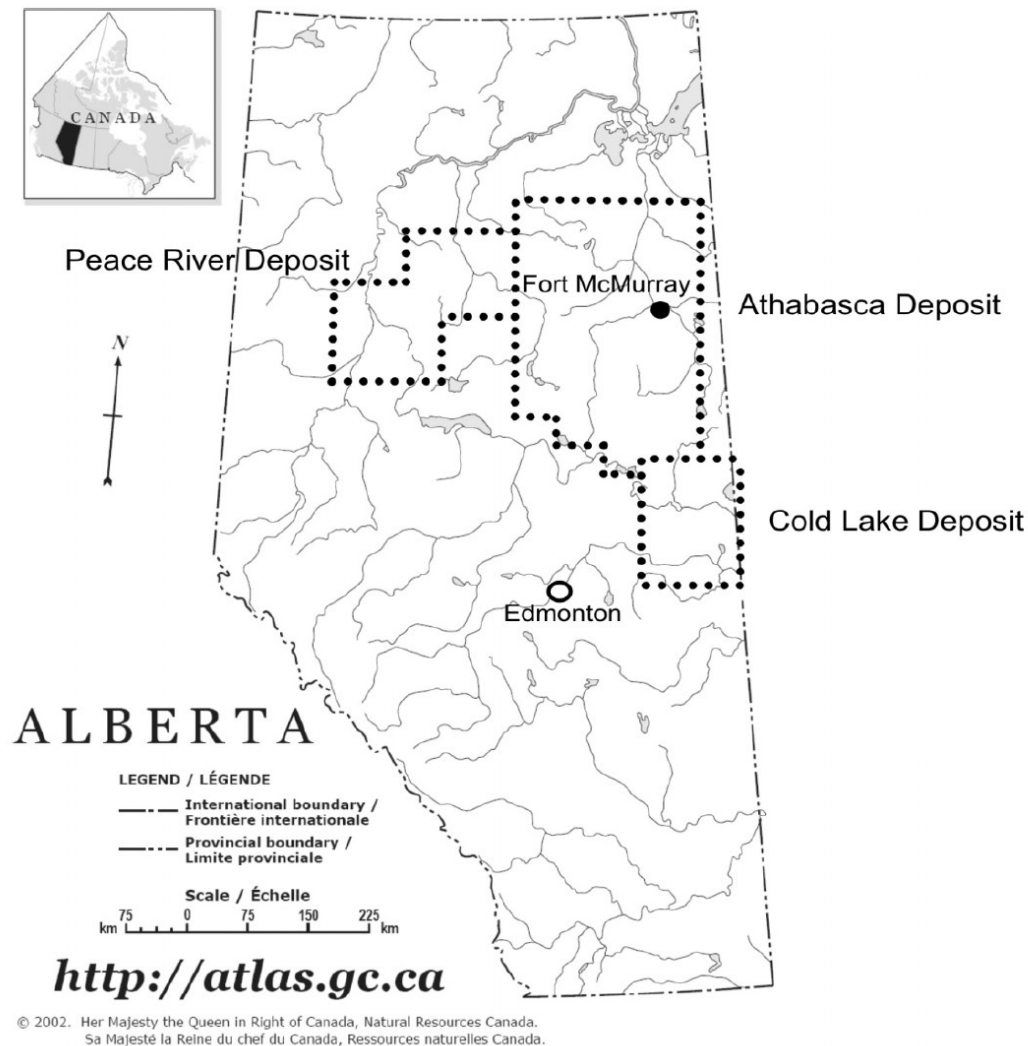 CANADA
Peace River Deposit
Fort McMurray
Athabasca Deposit
N
Cold Lake Deposit
Edmonton
ALBERTA
LEGEND / LÉGENDE
International boundary /
Frontière internationale
Provincial boundary /
Limite provinciale
Scale / Échelle
75 0 75 150 225
km km
http://atlas.gc.ca
© 2002. Her Majesty the Queen in Right of Canada, Natural Resources Canada.
Sa Majesté la Reine du chef du Canada, Ressources naturelles Canada.